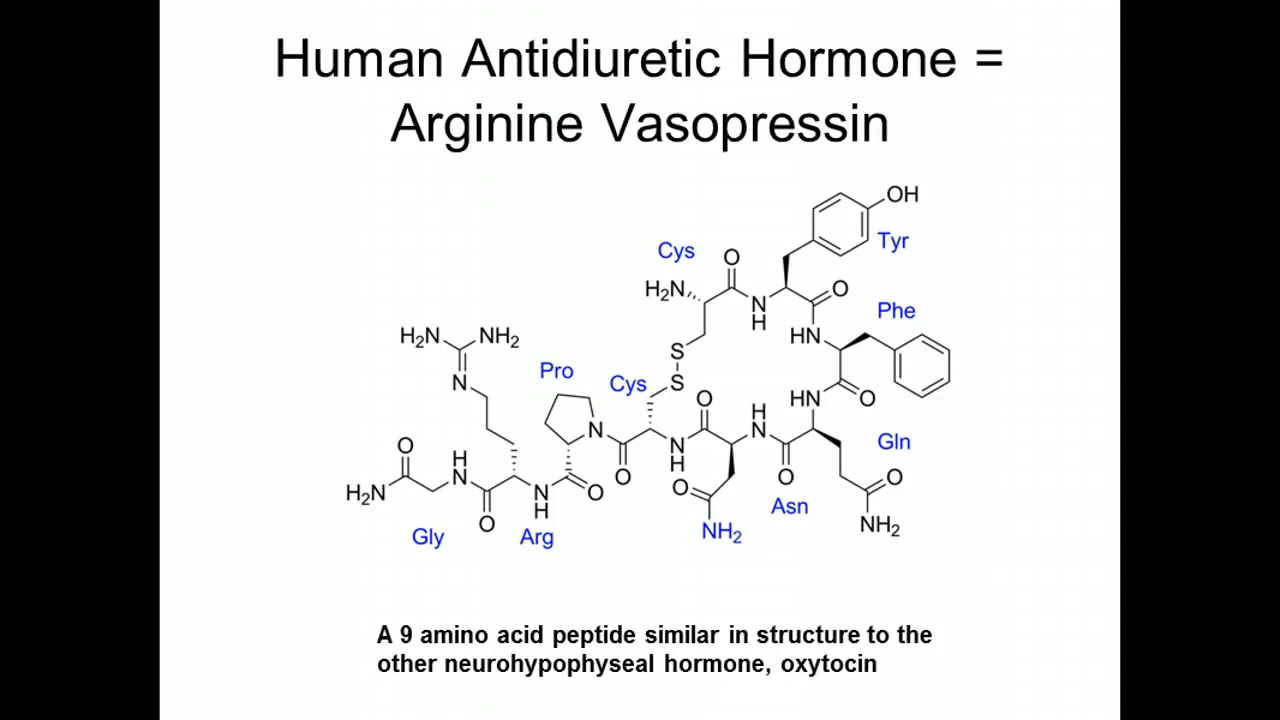 Human Antidiuretic Hormone =
Arginine Vasopressin
OH
Tyr
Cys
O
H₂N
N
H
O
Phe
HN
H₂N
NH₂
N
S
S
Pro
Cys
O
HN
O
H
N
N
O
N
H
O
Gln
O
H
N
O
N
H
O
O
O
Asn
O
H₂N
Gly
O
Arg
NH₂
NH₂
A 9 amino acid peptide similar in structure to the
other neurohypophyseal hormone, oxytocin